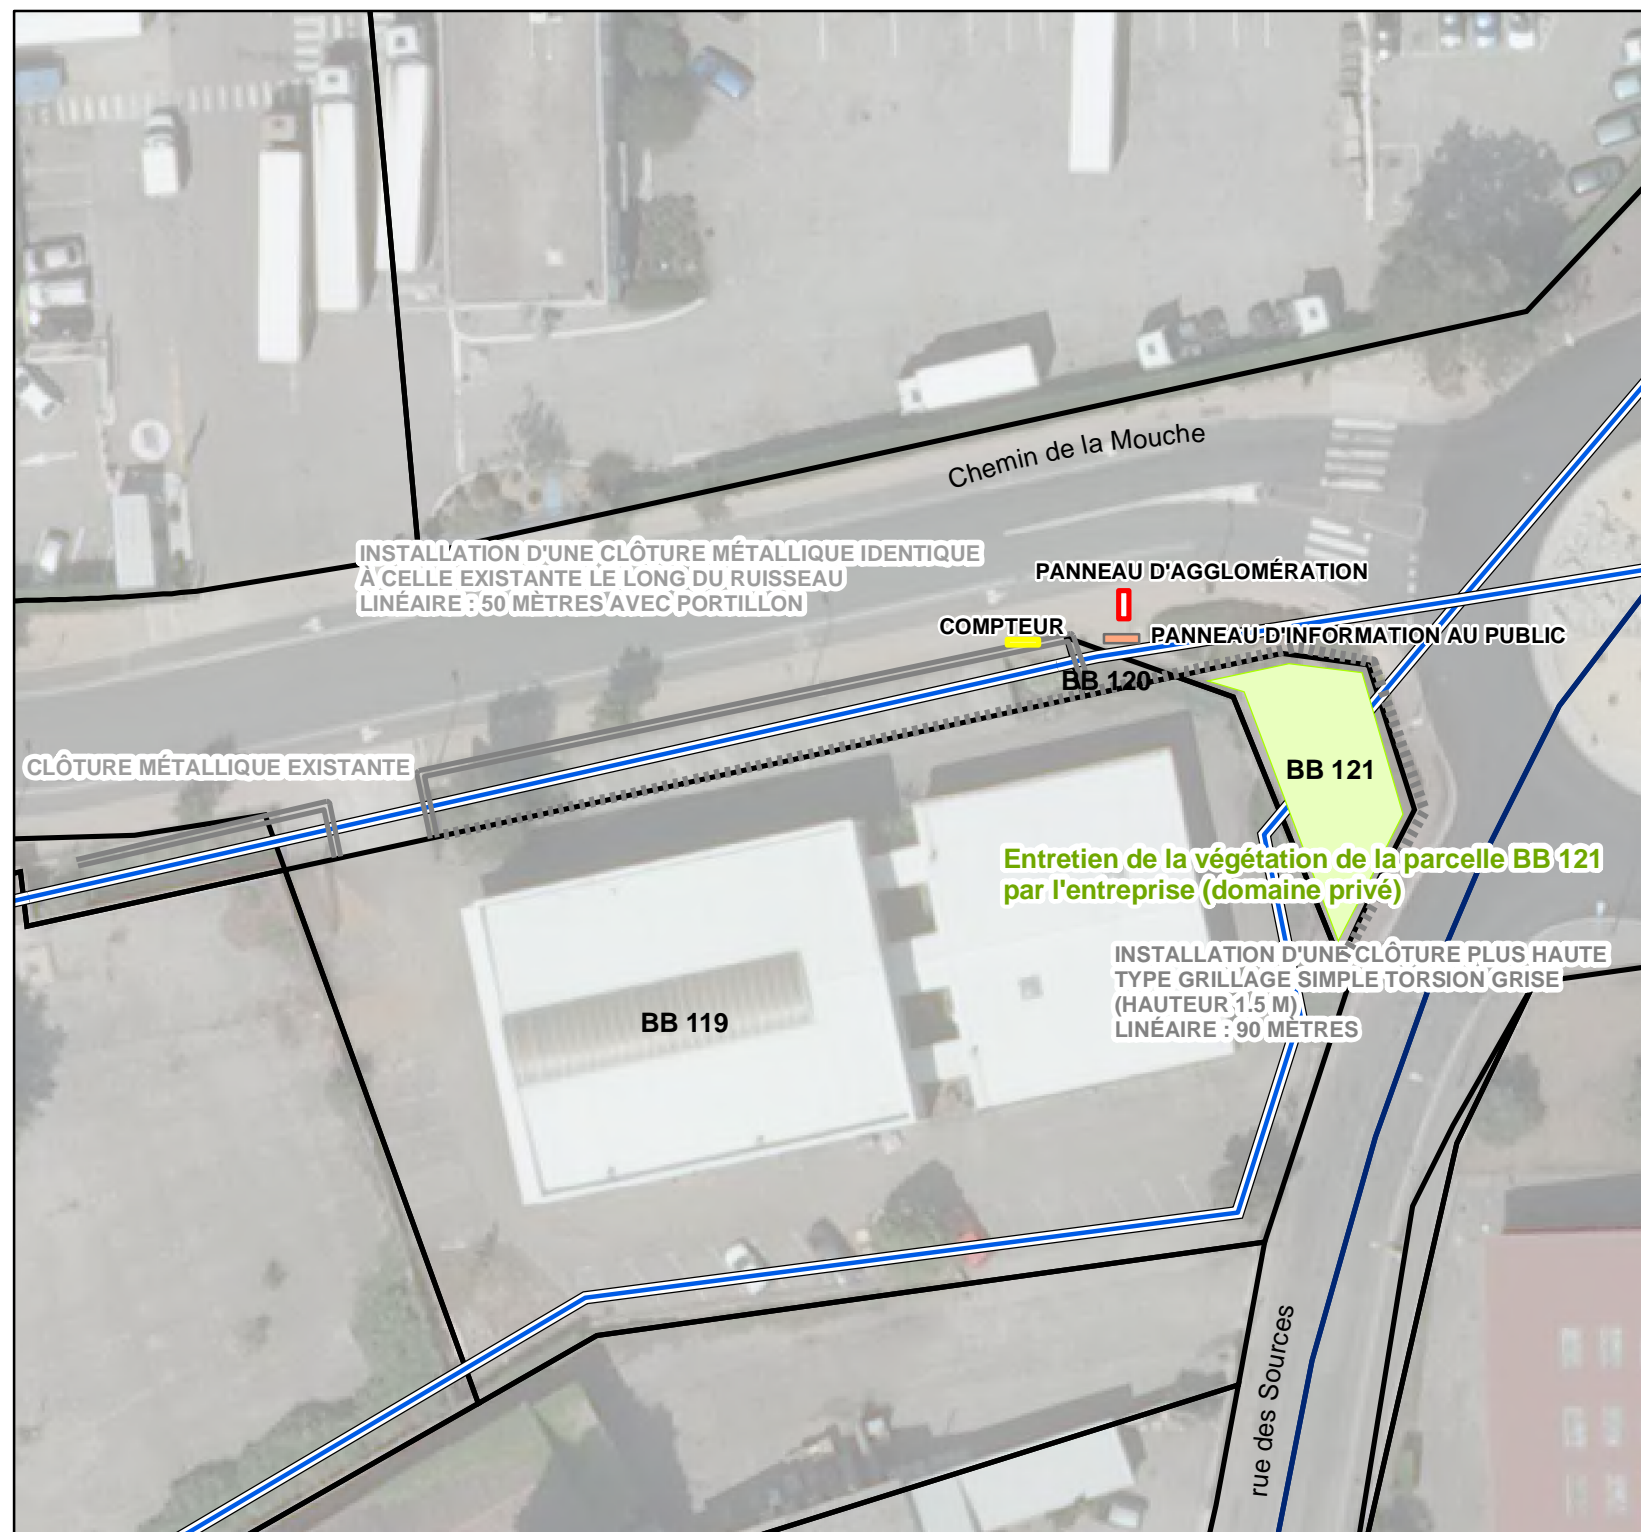 Chemin de la Mouche
INSTALLATION D'UNE CLÔTURE MÉTALLIQUE IDENTIQUE
À CELLE EXISTANTE LE LONG DU RUISSEAU
LINÉAIRE : 50 MÈTRES AVEC PORTILLON
PANNEAU D'AGGLOMÉRATION
COMPTEUR
PANNEAU D'INFORMATION AU PUBLIC
BB 120
CLÔTURE MÉTALLIQUE EXISTANTE
BB 121
Entretien de la végétation de la parcelle BB 121
par l'entreprise (domaine privé)
INSTALLATION D'UNE CLÔTURE PLUS HAUTE
TYPE GRILLAGE SIMPLE TORSION GRISE
(HAUTEUR 1.5 M)
LINÉAIRE : 90 MÈTRES
BB 119
rue des Sources